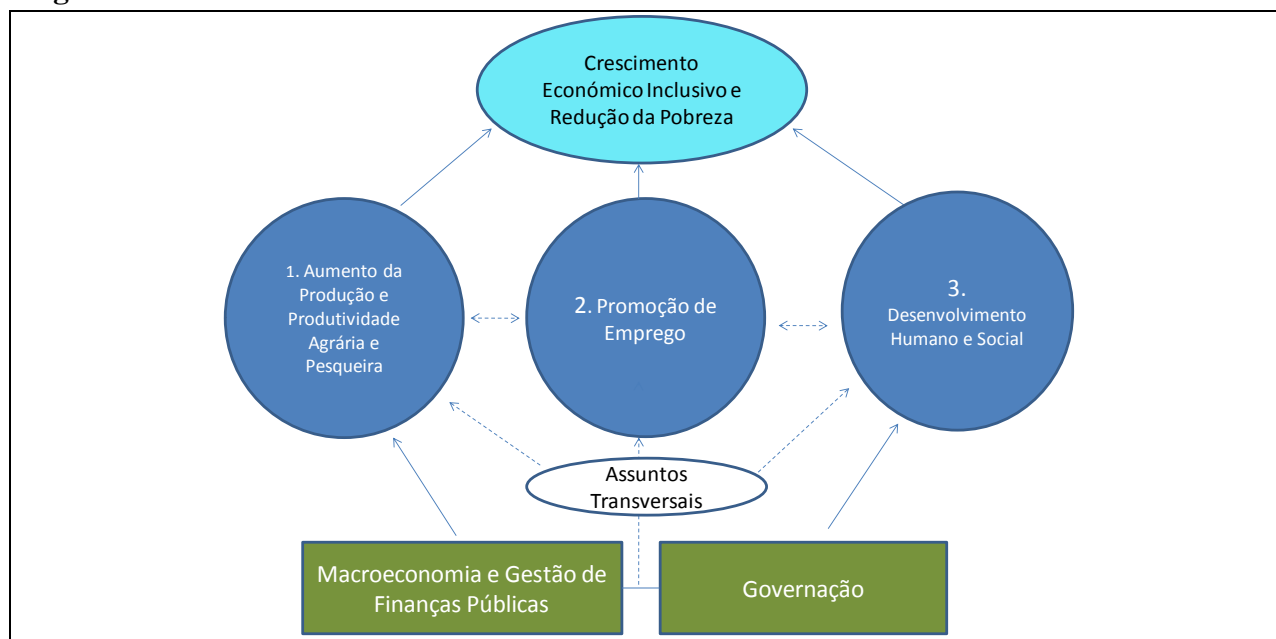 Crescimento
Económico Inclusivo e
Redução da Pobreza
1. Aumento da
Produção e
Produtividade
Agrária e
Pesqueira
2. Promoção de
Emprego
3.
Desenvolvimento
Humano e Social
Assuntos
Transversais
Macroeconomia e Gestão de
Finanças Públicas
Governação